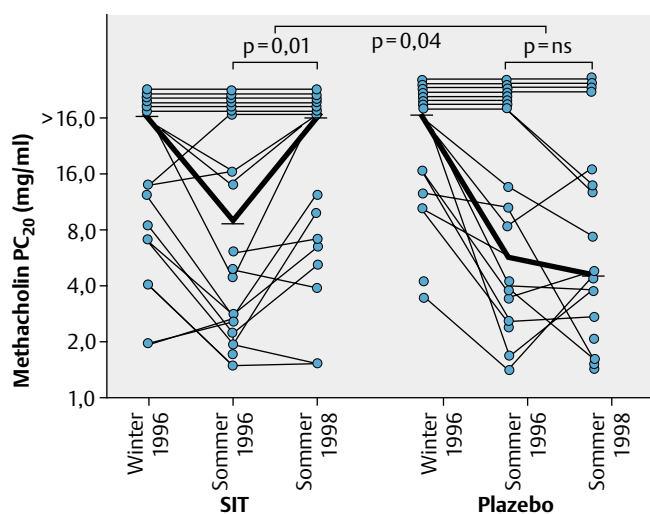 p=0,01
p=0,04
p=ns
Methacholin PC₂₀ (mg/ml)
>16,0
16,0
8,0
4,0
2,0
1,0
Winter
1996
Sommer
1996
Sommer
1998
Winter
1996
Sommer
1996
Sommer
1998
SIT
Plazebo